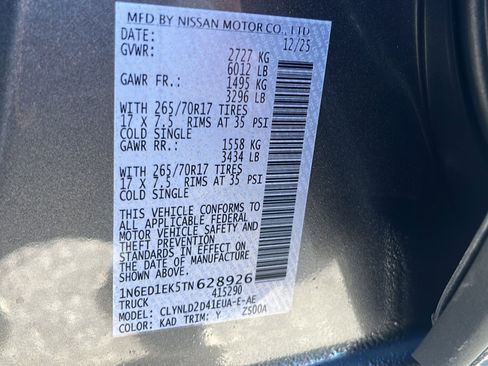 MFD BY NISSAN MOTOR CO., LTD
DATE: 12/25
GVWR: 2727 KG
6012 LB
GAWR FR.: 1495 KG
3296 LB
WITH 265/70R17 TIRES
17 X 7.5 RIMS AT 35 PSI
COLD SINGLE
GAWR RR.: 1558 KG
3434 LB
WITH 265/70R17 TIRES
17 X 7.5 RIMS AT 35 PSI
COLD SINGLE
THIS VEHICLE CONFORMS TO
ALL APPLICABLE FEDERAL
MOTOR VEHICLE SAFETY AND
THEFT PREVENTION
STANDARDS IN EFFECT ON
THE DATE OF MANUFACTURE
SHOWN ABOVE.
1N6ED1EK5TN628926
TRUCK 415290
MODEL: CLYNLD2D41EUA-E-AE
COLOR: KAD TRIM: Y Z500A